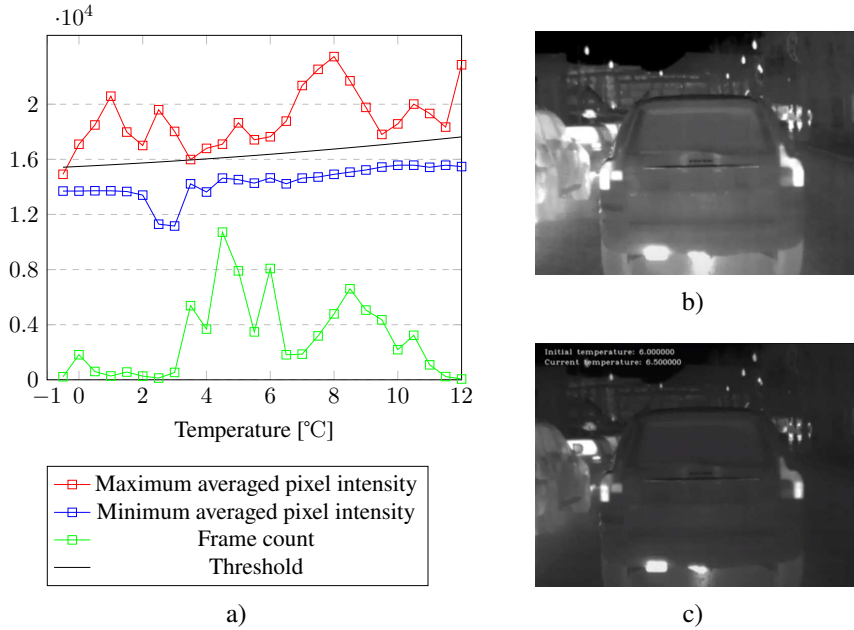 ·10⁴
2
1.6
1.2
0.8
0.4
0
−1 0 2 4 6 8 10 12
Temperature [°C]
Maximum averaged pixel intensity
Minimum averaged pixel intensity
Frame count
Threshold
a)
b)
Initial temperature: 6.000000
Current temperature: 6.500000
c)